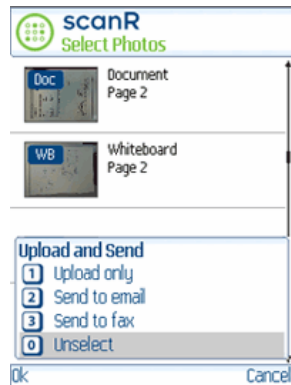 scanR
Select Photos
Doc
Document
Page 2
WB
Whiteboard
Page 2
Upload and Send
1 Upload only
2 Send to email
3 Send to fax
0 Unselect
Ok Cancel